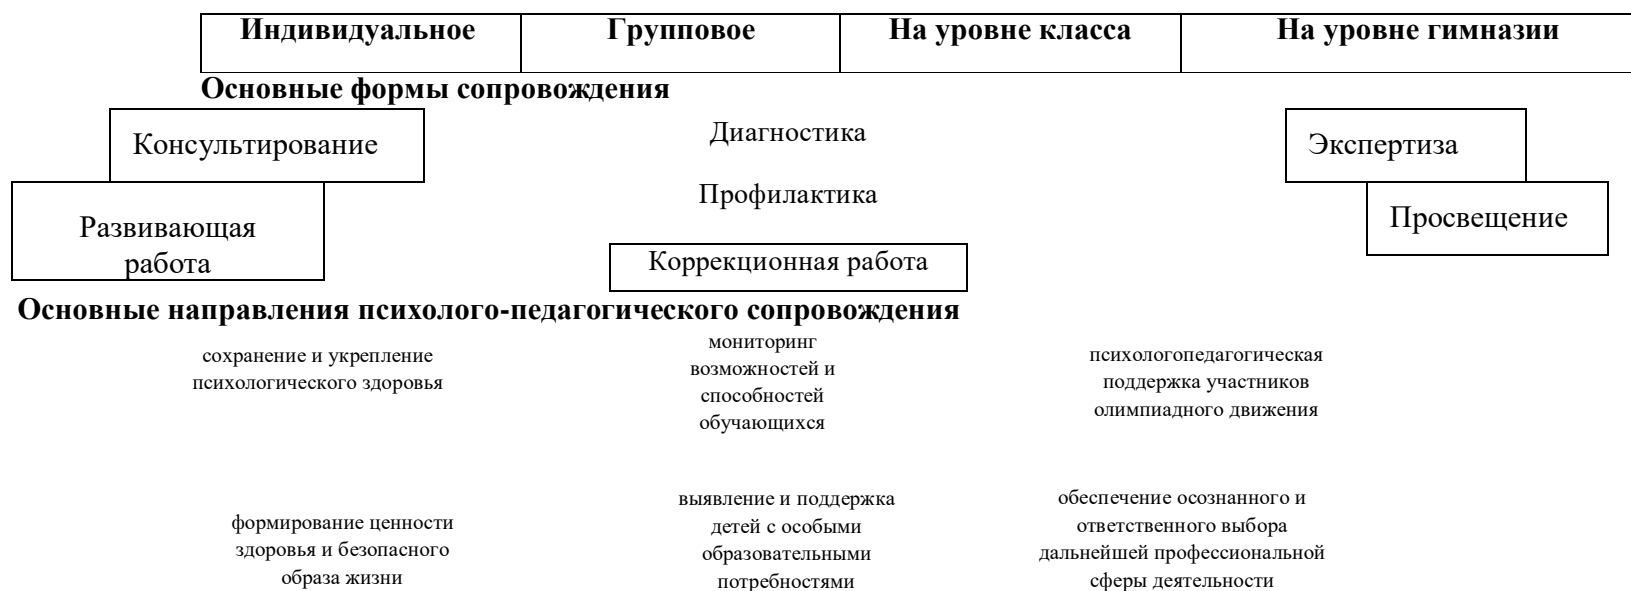 Индивидуальное Групповое На уровне класса На уровне гимназии
Основные формы сопровождения
Консультирование
Диагностика
Экспертиза
Профилактика
Развивающая
работа
Просвещение
Коррекционная работа
Основные направления психолого-педагогического сопровождения
сохранение и укрепление
психологического здоровья
мониторинг
возможностей и
способностей
обучающихся
психологопедагогическая
поддержка участников
олимпиадного движения
формирование ценности
здоровья и безопасного
образа жизни
выявление и поддержка
детей с особыми
образовательными
потребностями
обеспечение осознанного и
ответственного выбора
дальнейшей профессиональной
сферы деятельности